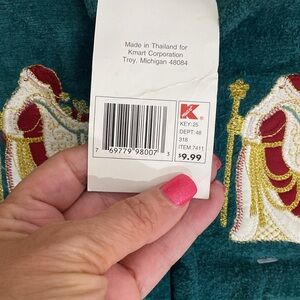 Made in Thailand for
Kmart Corporation
Troy, Michigan 48084
K
KEY: 25
DEPT: 48
318
ITEM: 7411
$9.99
7 69779 98007 5